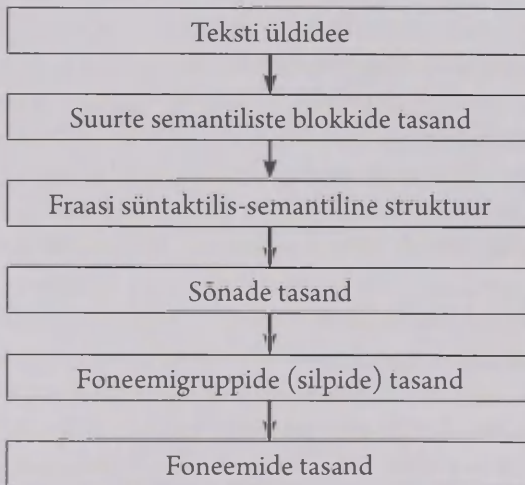 Teksti üldidee
Suurte semantiliste blokkide tasand
Fraasi süntaktilis-semantiline struktuur
Sõnade tasand
Foneemigruppide (silpide) tasand
Foneemide tasand